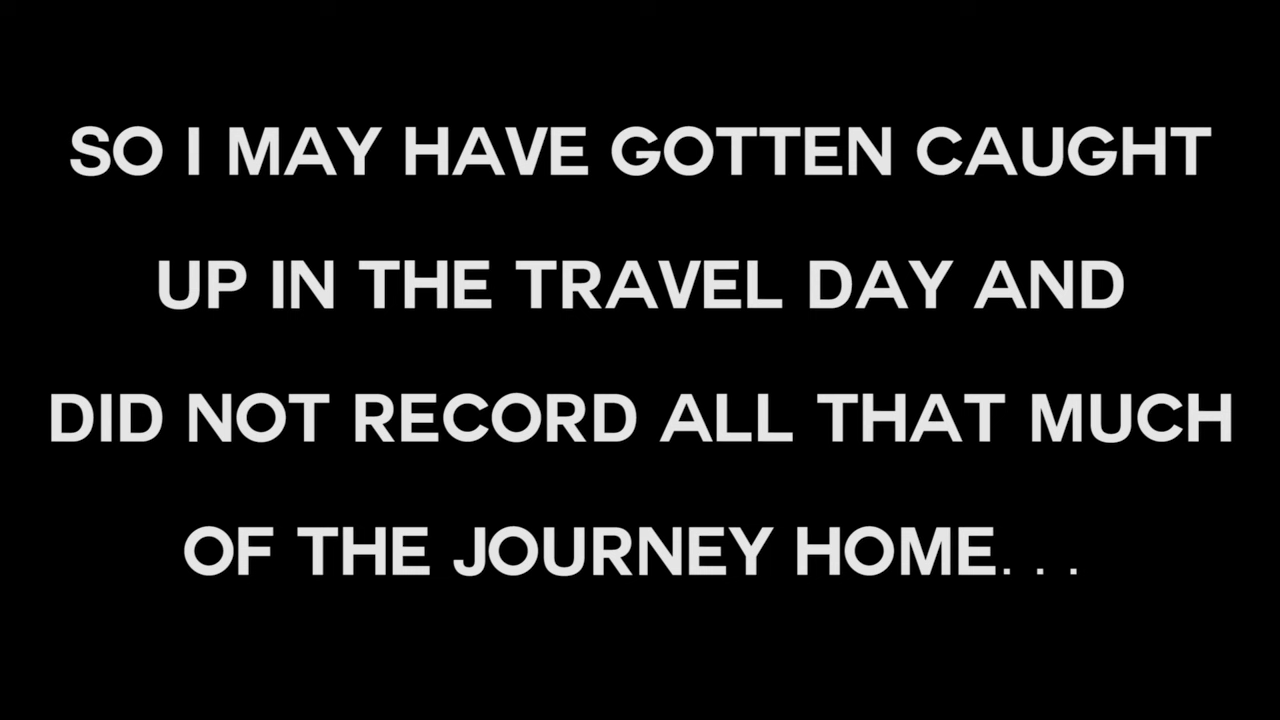 SO I MAY HAVE GOTTEN CAUGHT
UP IN THE TRAVEL DAY AND
DID NOT RECORD ALL THAT MUCH
OF THE JOURNEY HOME. . .